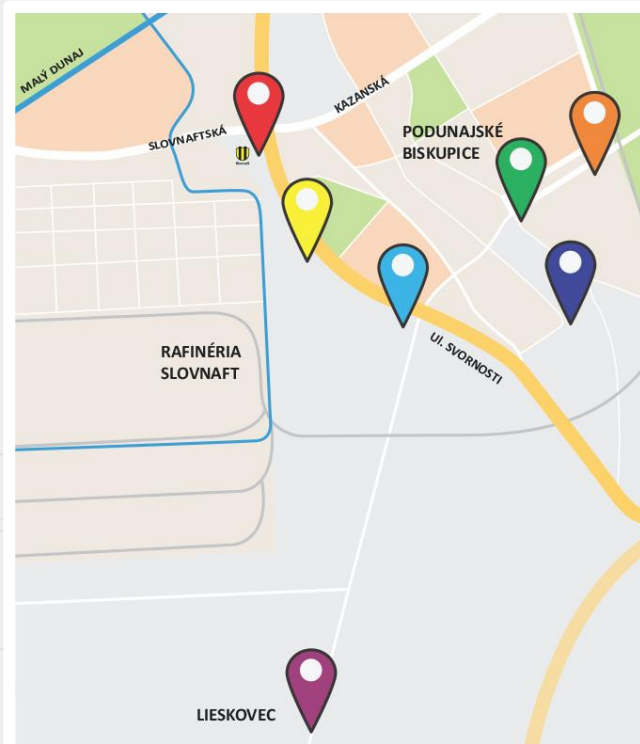 MALÝ DUNAJ
SLOVNAFTSKÁ
KAZANSKÁ
PODUNAJSKÉ
BISKUPICE
RAFINÉRIA
SLOVNAFT
Ul. SVORNOSTI
LIESKOVEC